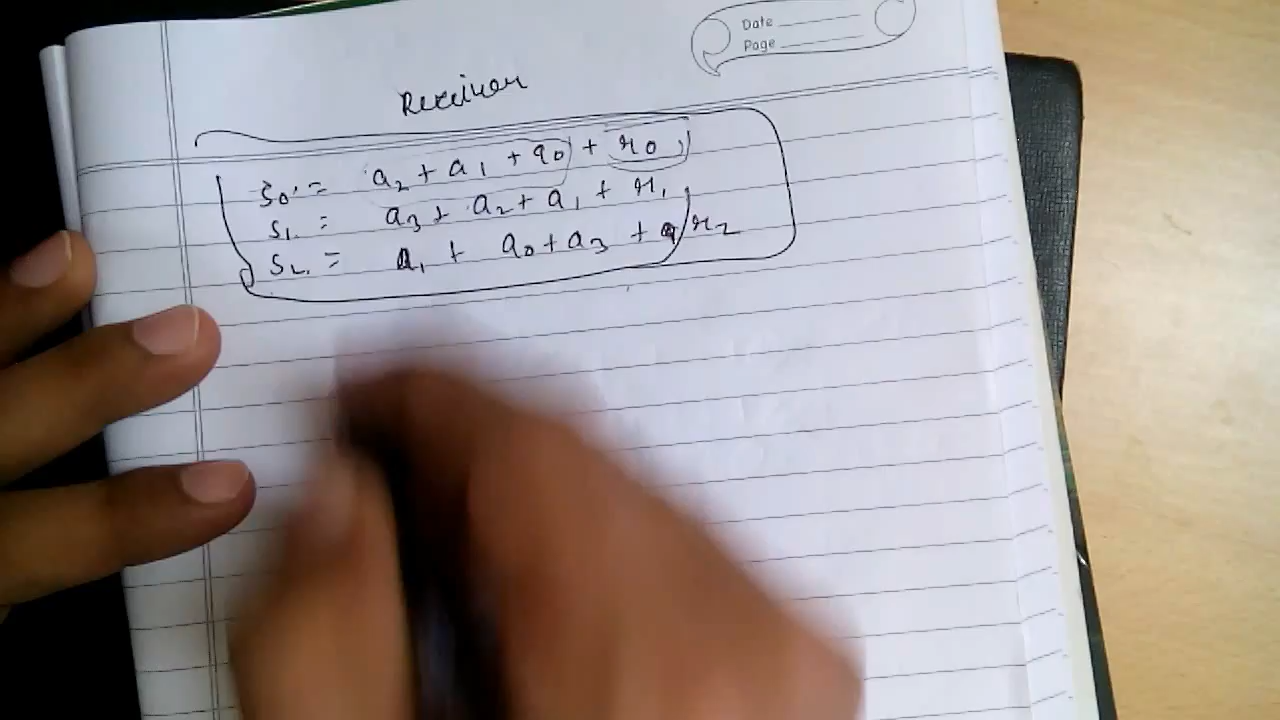 Date
Page
Receiver
S0 = a2 + a1 + a0 + r0
S1 = a3 + a2 + a1 + r1
S2 = a1 + a0 + a3 + r2